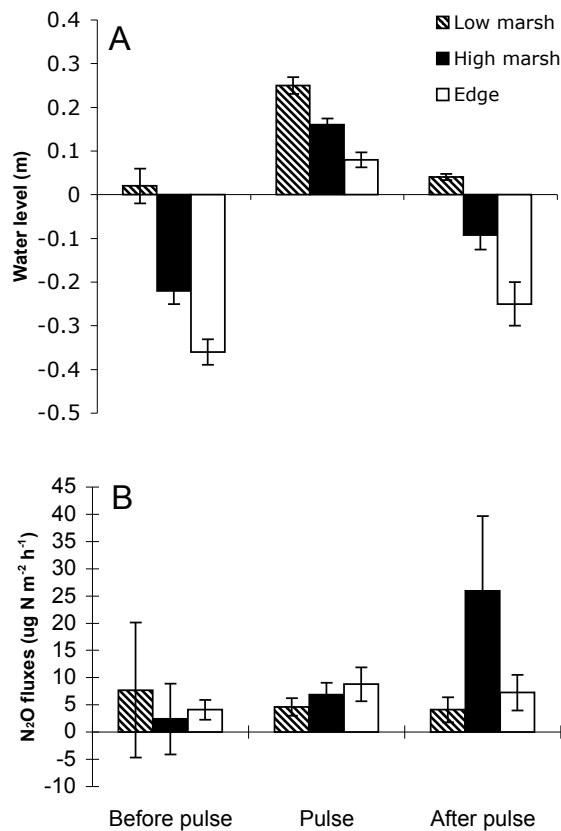 A
Low marsh
High marsh
Edge
Water level (m)
0.4
0.3
0.2
0.1
0
-0.1
-0.2
-0.3
-0.4
-0.5
B
N₂O fluxes (ug N m⁻² h⁻¹)
45
40
35
30
25
20
15
10
5
0
-5
-10
Before pulse
Pulse
After pulse